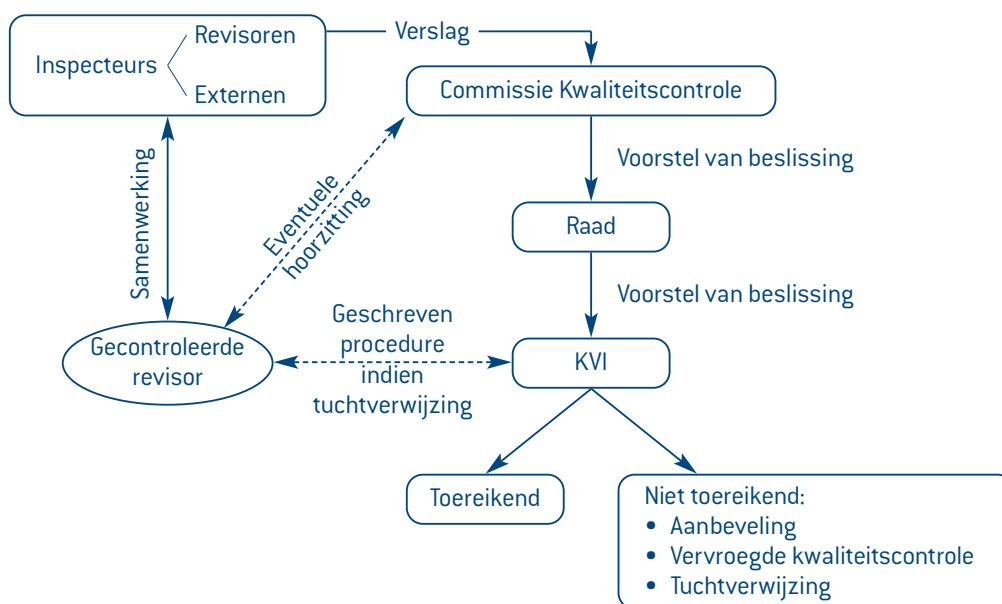 Revisoren
Inspecteurs
Externen
Verslag
Commissie Kwaliteitscontrole
Voorstel van beslissing
Samenwerking
Eventuele
hoorzitting
Raad
Voorstel van beslissing
Gecontroleerde
revisor
Geschreven
procedure
indien
tuchtverwijzing
KVI
Toereikend
Niet toereikend:
• Aanbeveling
• Vervroegde kwaliteitscontrole
• Tuchtverwijzing